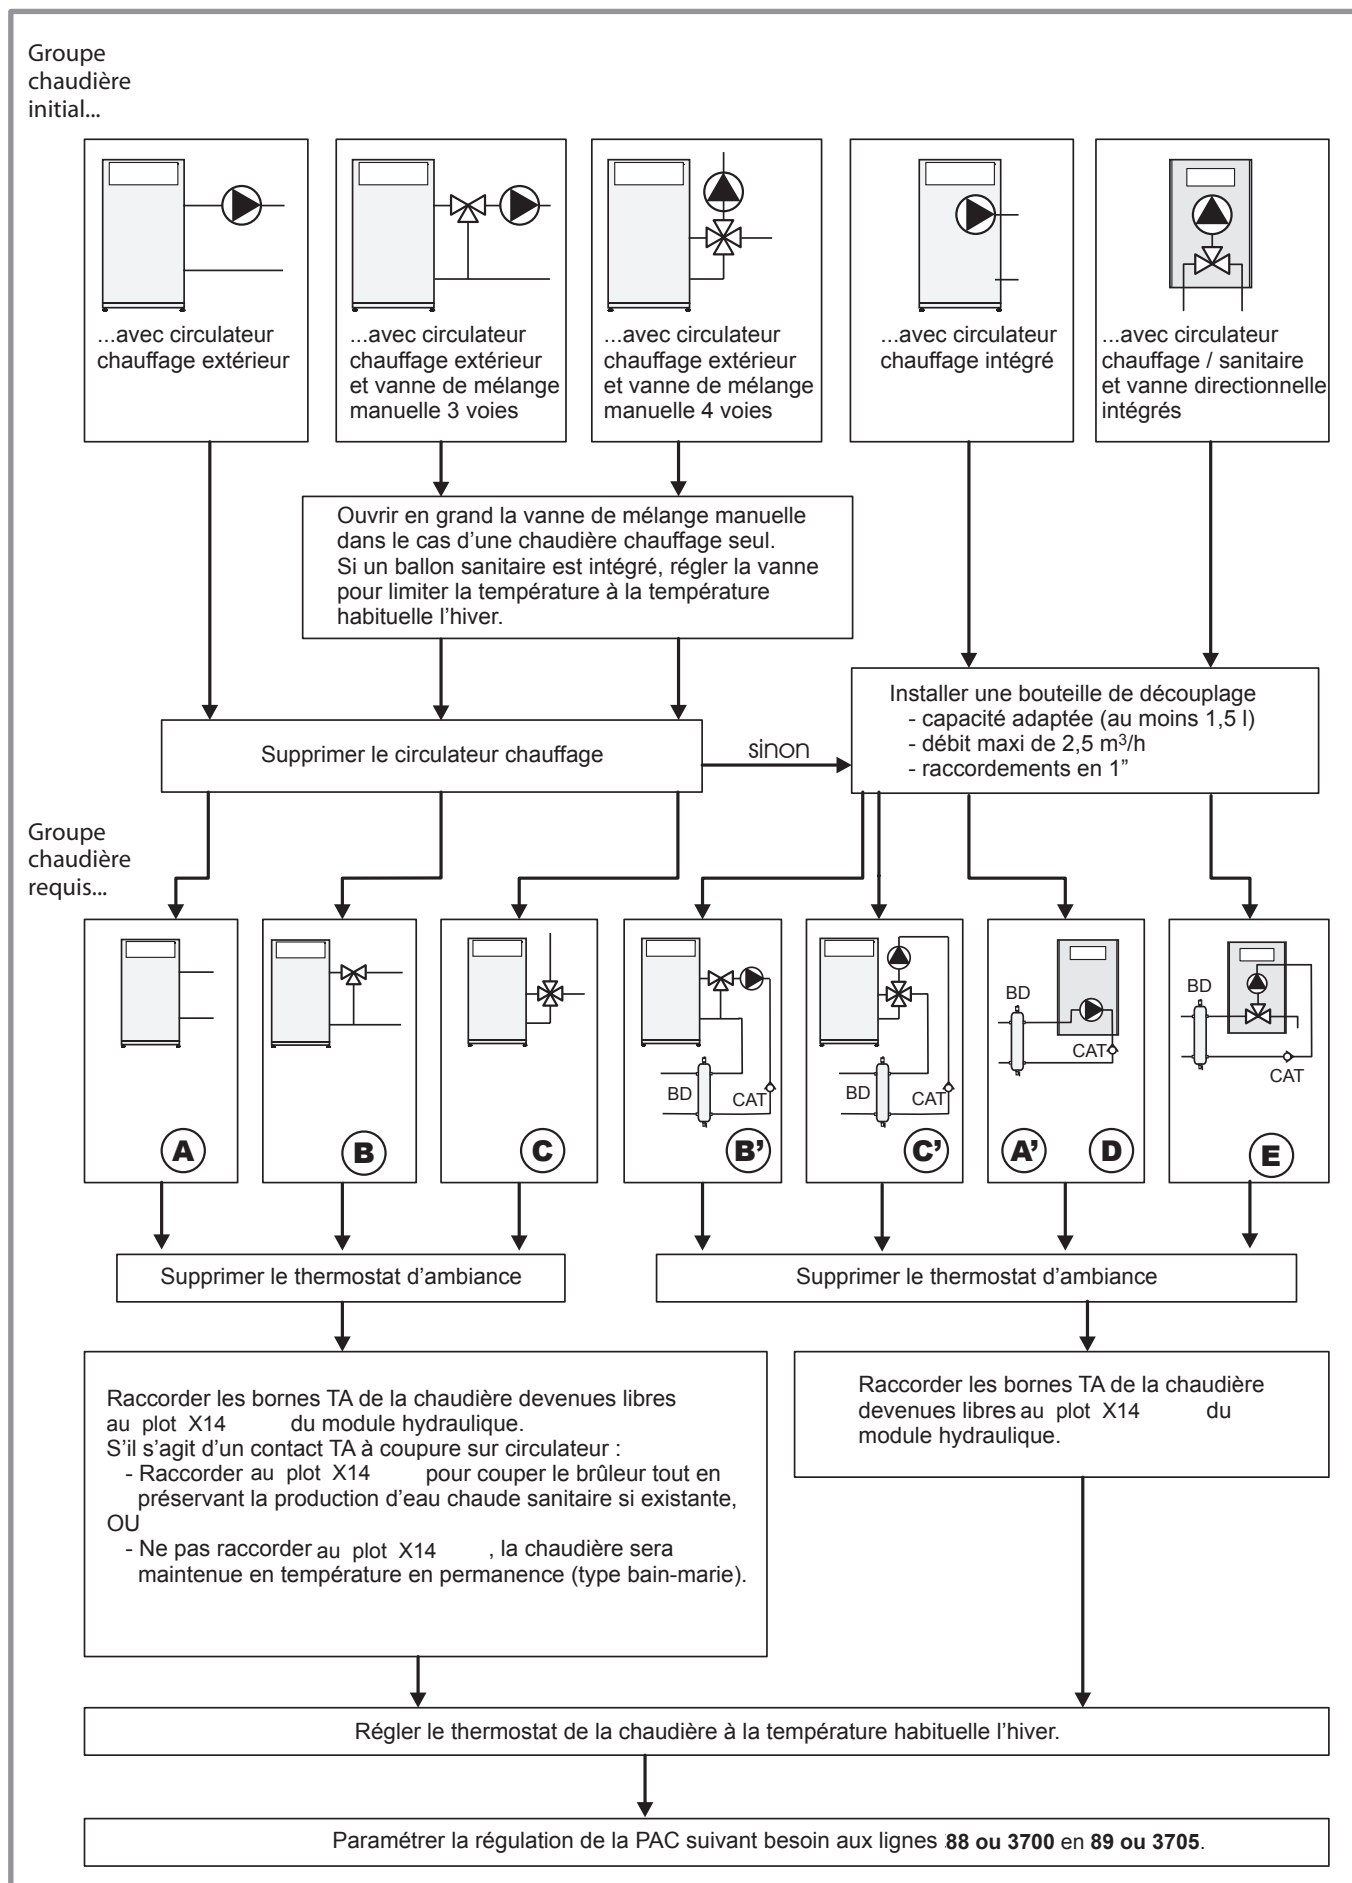 Groupe
chaudière
initial...
...avec circulateur
chauffage extérieur
...avec circulateur
chauffage extérieur
et vanne de mélange
manuelle 3 voies
...avec circulateur
chauffage extérieur
et vanne de mélange
manuelle 4 voies
...avec circulateur
chauffage intégré
...avec circulateur
chauffage / sanitaire
et vanne directionnelle
intégrés
Ouvrir en grand la vanne de mélange manuelle
dans le cas d’une chaudière chauffage seul.
Si un ballon sanitaire est intégré, régler la vanne
pour limiter la température à la température
habituelle l’hiver.
Supprimer le circulateur chauffage
sinon
Installer une bouteille de découplage
- capacité adaptée (au moins 1,5 l)
- débit maxi de 2,5 m³/h
- raccordements en 1”
Groupe
chaudière
requis...
A
B
C
BD
CAT
B’
BD
CAT
C’
BD
CAT
A’ D
BD
CAT
E
Supprimer le thermostat d’ambiance
Supprimer le thermostat d’ambiance
Raccorder les bornes TA de la chaudière devenues libres
au plot X14 du module hydraulique.
S’il s’agit d’un contact TA à coupure sur circulateur :
- Raccorder au plot X14 pour couper le brûleur tout en
préservant la production d’eau chaude sanitaire si existante,
OU
- Ne pas raccorder au plot X14 , la chaudière sera
maintenue en température en permanence (type bain-marie).
Raccorder les bornes TA de la chaudière
devenues libres au plot X14 du
module hydraulique.
Régler le thermostat de la chaudière à la température habituelle l’hiver.
Paramétrer la régulation de la PAC suivant besoin aux lignes 88 ou 3700 en 89 ou 3705.